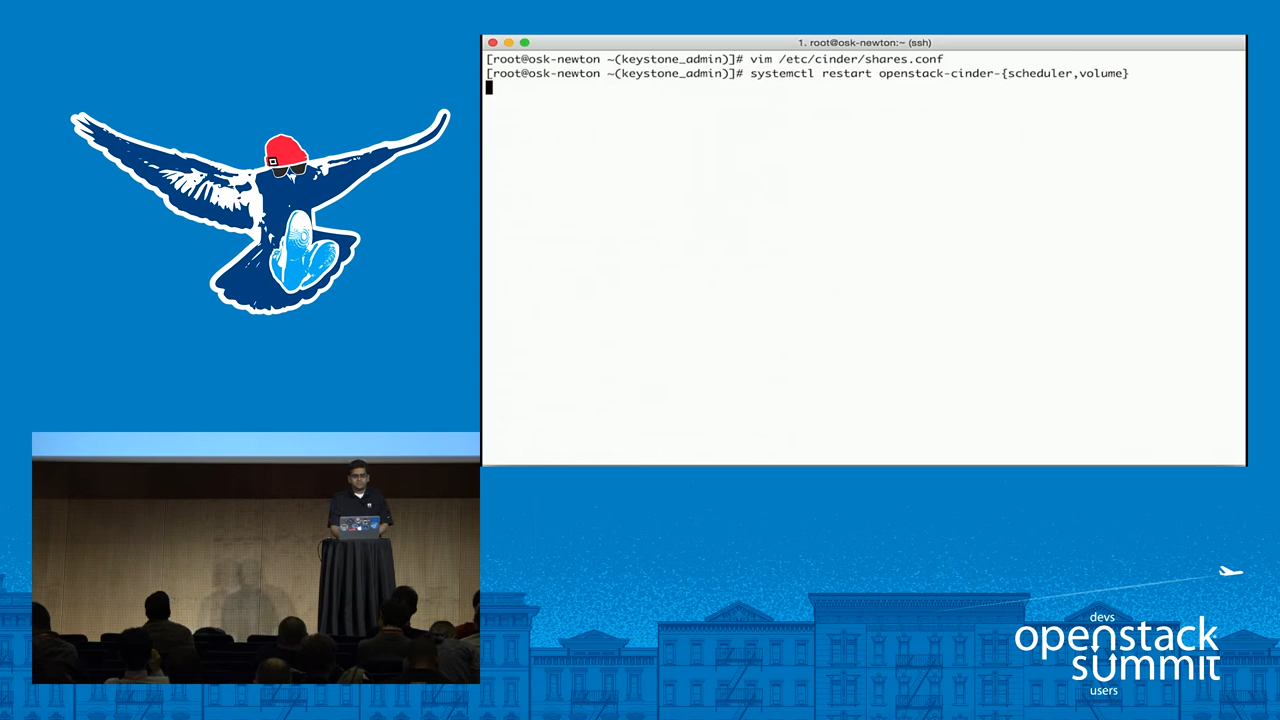 1. root@osk-newton:~ (ssh)
[root@osk-newton ~(keystone_admin)]# vim /etc/cinder/shares.conf
[root@osk-newton ~(keystone_admin)]# systemctl restart openstack-cinder-{scheduler,volume}
devs
openstack
summit
users